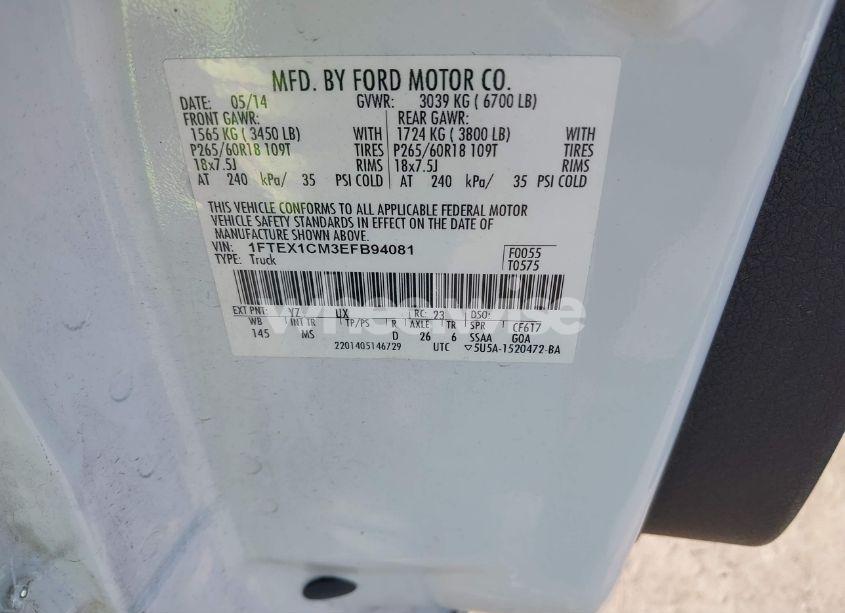 MFD. BY FORD MOTOR CO.
DATE: 05/14 GVWR: 3039 KG ( 6700 LB)
FRONT GAWR: REAR GAWR:
1565 KG ( 3450 LB) WITH 1724 KG ( 3800 LB) WITH
P265/60R18 109T TIRES P265/60R18 109T TIRES
18x7.5J RIMS 18x7.5J RIMS
AT 240 kPa/ 35 PSI COLD AT 240 kPa/ 35 PSI COLD
THIS VEHICLE CONFORMS TO ALL APPLICABLE FEDERAL MOTOR
VEHICLE SAFETY STANDARDS IN EFFECT ON THE DATE OF
MANUFACTURE SHOWN ABOVE.
VIN: 1FTEX1CM3EFB94081 F0055
TYPE: Truck T0575
wheelwise
EXT PNT: YZ UX RC: 23 DSO:
WB INT TR TP/PS R AXLE TR SPR CF6T7
145 MS D 26 6 SSAA GOA
2201405146729 UTC ▽5U5A-1520472-BA